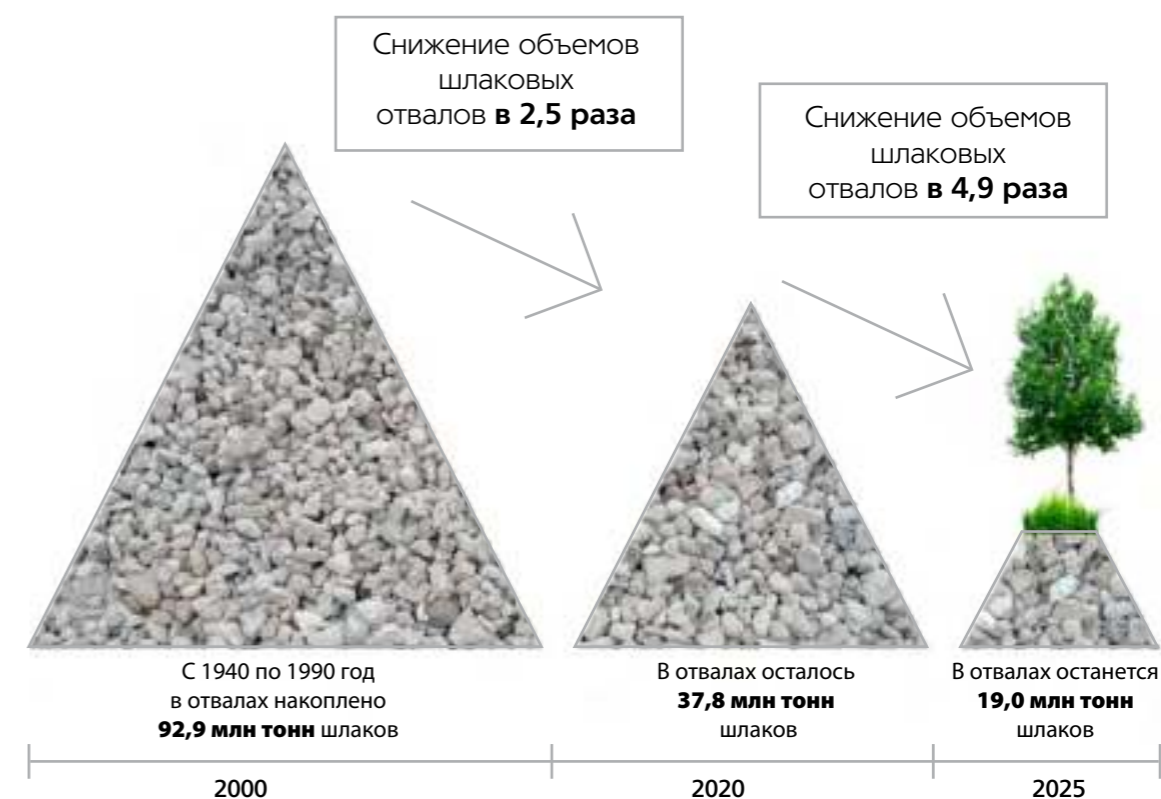 Снижение объемов
шлаковых
отвалов в 2,5 раза
Снижение объемов
шлаковых
отвалов в 4,9 раза
С 1940 по 1990 год
в отвалах накоплено
92,9 млн тонн шлаков
В отвалах осталось
37,8 млн тонн
шлаков
В отвалах останется
19,0 млн тонн
шлаков
2000
2020
2025